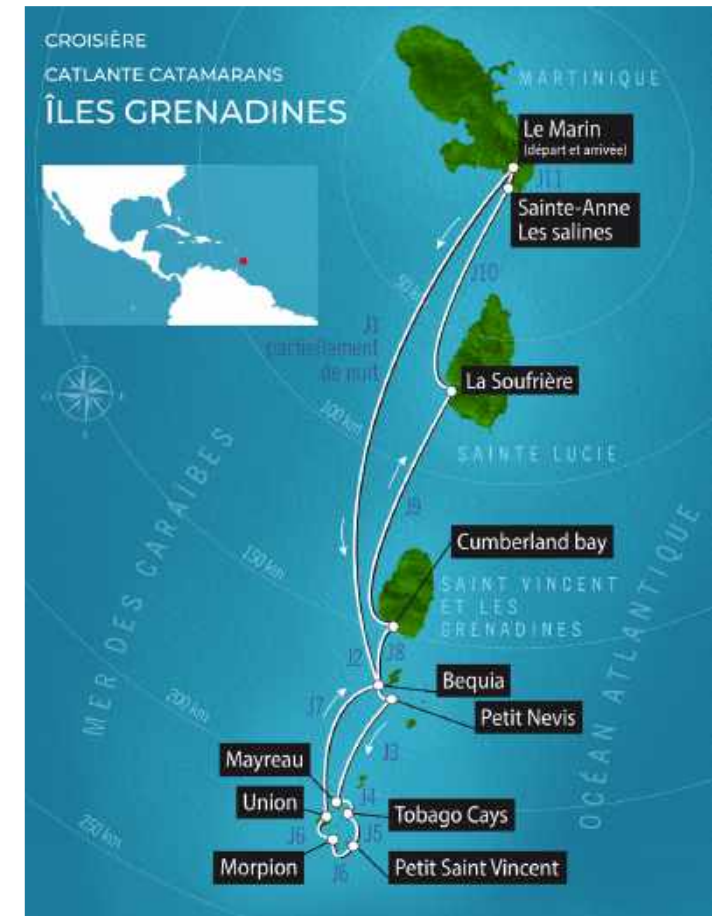 CROISIÈRE
CATLANTE CATAMARANS
ÎLES GRENADINES
MARTINIQUE
Le Marin
(départ et arrivée)
J11
Sainte-Anne
Les salines
J10
50 km
J1
partiellement
de nuit
La Soufrière
100 km
SAINTE LUCIE
J9
MER DES CARAÏBES
Cumberland bay
150 km
SAINT VINCENT
ET LES
GRENADINES
OCÉAN ATLANTIQUE
J2
J8
Bequia
200 km
J7
Petit Nevis
J3
Mayreau
J4
Union
Tobago Cays
250 km
J6
J5
Morpion
Petit Saint Vincent
J6